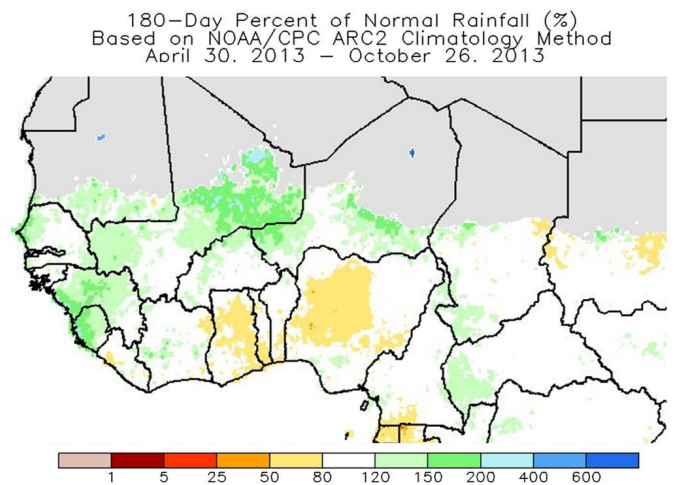 180-Day Percent of Normal Rainfall (%)
Based on NOAA/CPC ARC2 Climatology Method
April 30. 2013 - October 26. 2013
1 5 25 50 80 120 150 200 400 600